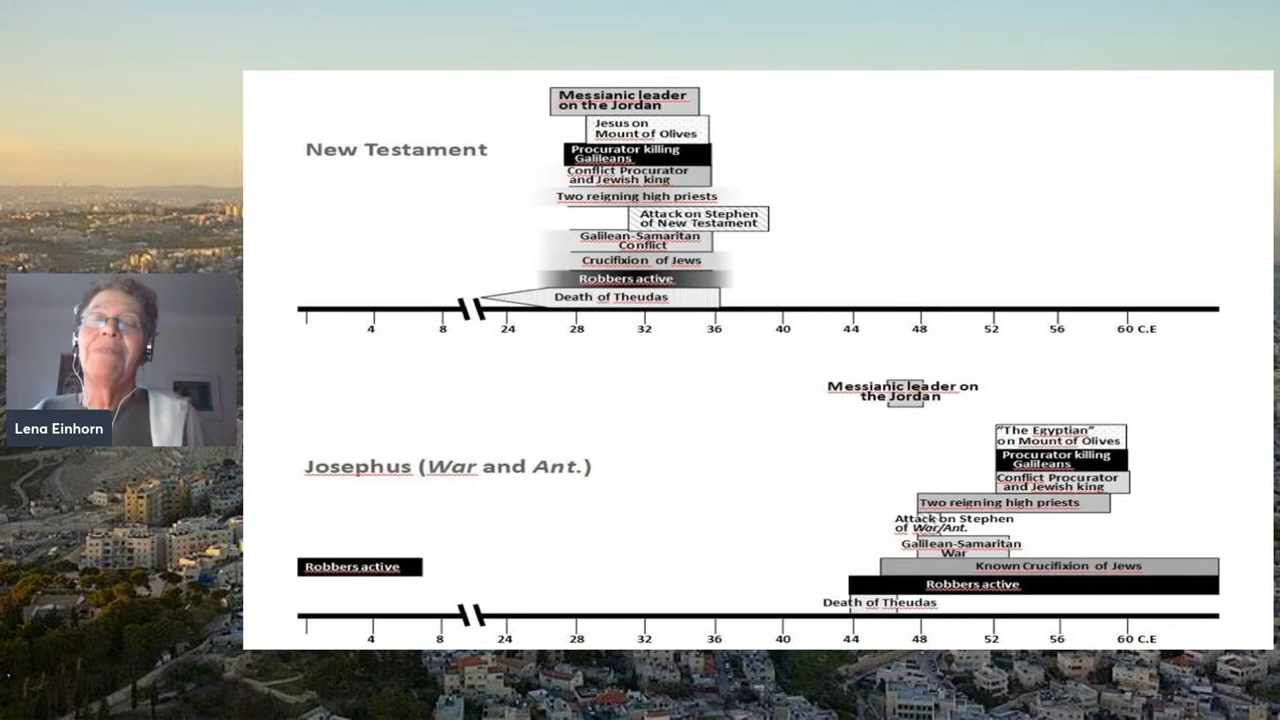 Messianic leader
on the Jordan
Jesus on
Mount of Olives
New Testament
Procurator killing
Galileans
Conflict Procurator
and Jewish king
Two reigning high priests
Attack on Stephen
of New Testament
Galilean-Samaritan
Conflict
Crucifixion of Jews
Robbers active
Death of Theudas
4 8 24 28 32 36 40 44 48 52 56 60 C.E
Messianic leader on
the Jordan
"The Egyptian"
on Mount of Olives
Procurator killing
Galileans
Josephus (War and Ant.)
Conflict Procurator
and Jewish king
Two reigning high priests
Attack on Stephen
of War/Ant.
Galilean-Samaritan
War
Robbers active
Known Crucifixion of Jews
Robbers active
Death of Theudas
4 8 24 28 32 36 40 44 48 52 56 60 C.E
Lena Einhorn